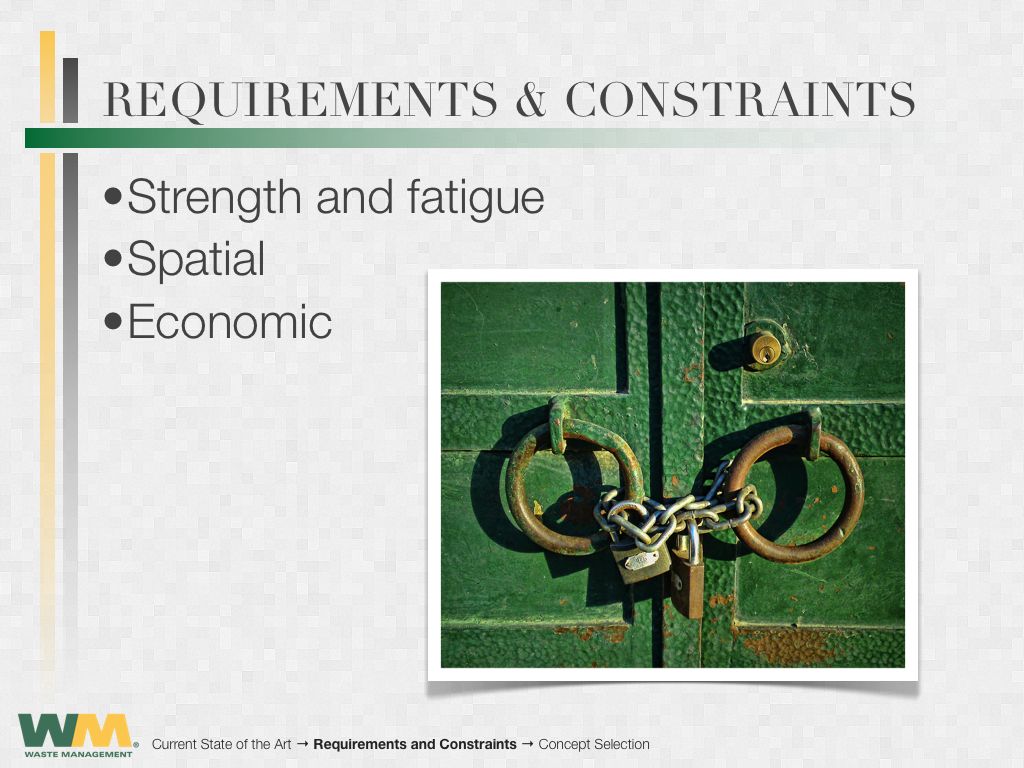 REQUIREMENTS & CONSTRAINTS
•Strength and fatigue
•Spatial
•Economic
WM®
WASTE MANAGEMENT
Current State of the Art → Requirements and Constraints → Concept Selection